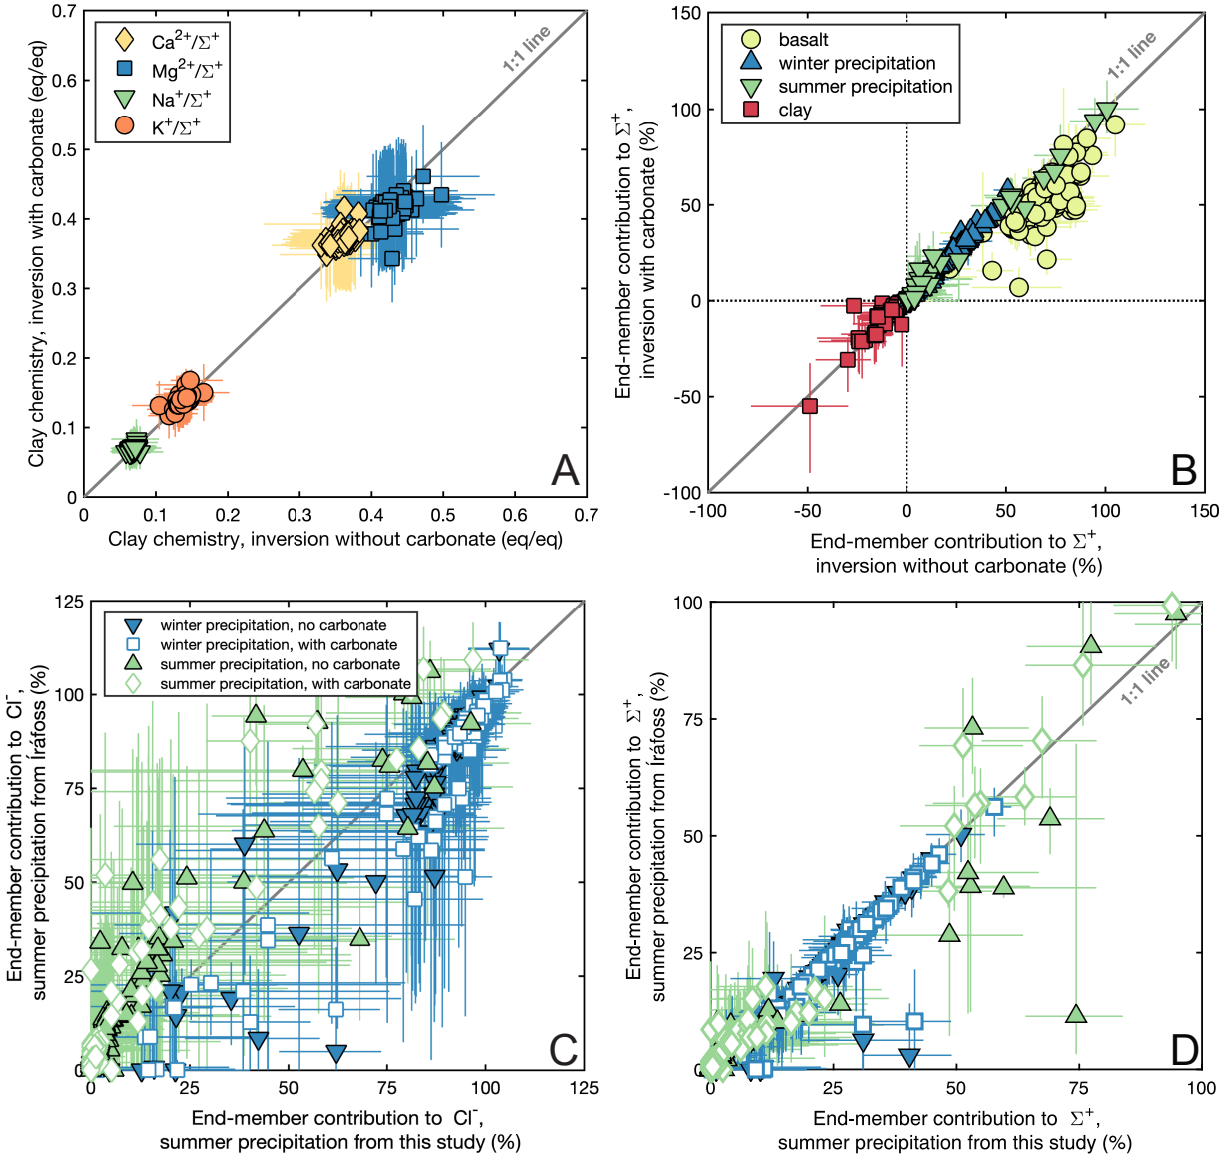 0.7
0.6
0.5
0.4
0.3
0.2
0.1
0
Clay chemistry, inversion with carbonate (eq/eq)
Ca2+/Σ+
Mg2+/Σ+
Na+/Σ+
K+/Σ+
1:1 line
A
0 0.1 0.2 0.3 0.4 0.5 0.6 0.7
Clay chemistry, inversion without carbonate (eq/eq)
150
100
50
0
-50
-100
End-member contribution to Σ+,
inversion with carbonate (%)
basalt
winter precipitation
summer precipitation
clay
1:1 line
B
-100 -50 0 50 100 150
End-member contribution to Σ+,
inversion without carbonate (%)
125
100
75
50
25
0
End-member contribution to Cl-,
summer precipitation from Íráfoss (%)
winter precipitation, no carbonate
winter precipitation, with carbonate
summer precipitation, no carbonate
summer precipitation, with carbonate
C
0 25 50 75 100 125
End-member contribution to Cl-,
summer precipitation from this study (%)
100
75
50
25
0
End-member contribution to Σ+,
summer precipitation from Íráfoss (%)
1:1 line
D
0 25 50 75 100
End-member contribution to Σ+,
summer precipitation from this study (%)